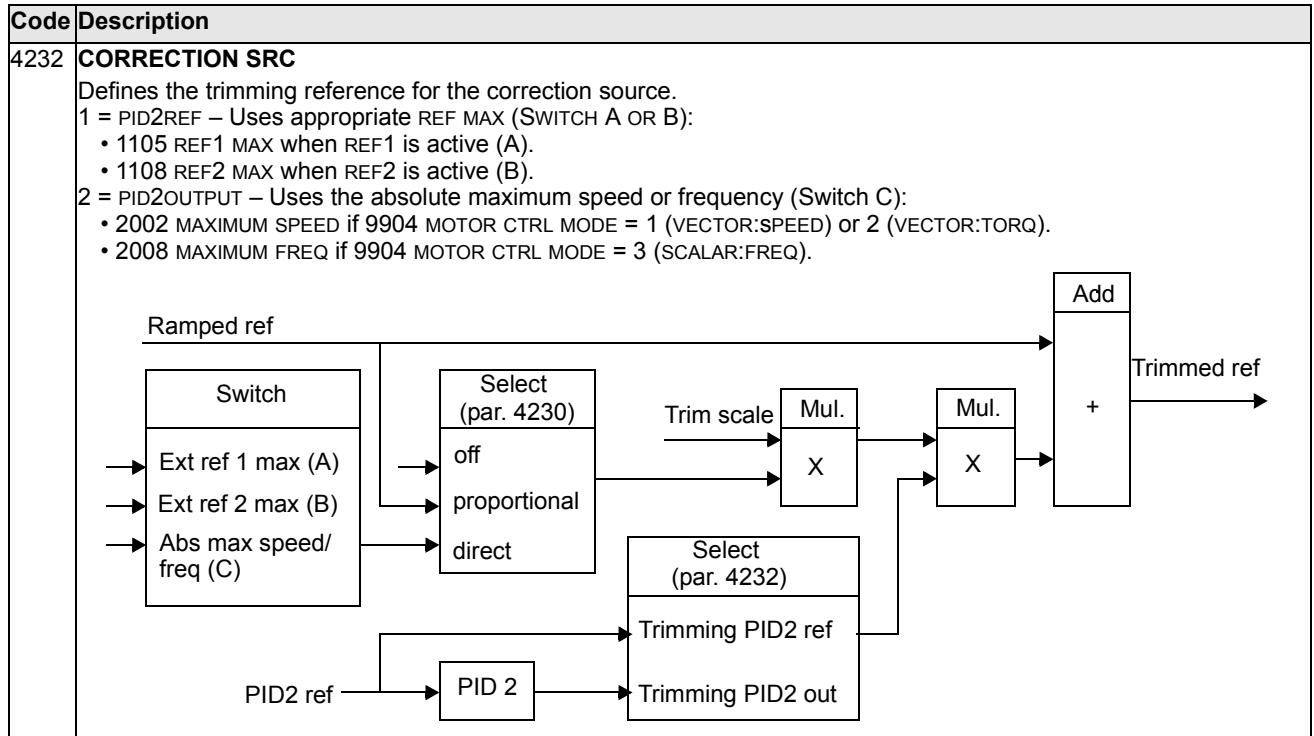 Code Description
4232 CORRECTION SRC
Defines the trimming reference for the correction source.
1 = PID2REF – Uses appropriate REF MAX (SWITCH A OR B):
• 1105 REF1 MAX when REF1 is active (A).
• 1108 REF2 MAX when REF2 is active (B).
2 = PID2OUTPUT – Uses the absolute maximum speed or frequency (Switch C):
• 2002 MAXIMUM SPEED if 9904 MOTOR CTRL MODE = 1 (VECTOR:SPEED) or 2 (VECTOR:TORQ).
• 2008 MAXIMUM FREQ if 9904 MOTOR CTRL MODE = 3 (SCALAR:FREQ).
Add
+
Ramped ref
Trimmed ref
Switch
Ext ref 1 max (A)
Ext ref 2 max (B)
Abs max speed/
freq (C)
Select
(par. 4230)
off
proportional
direct
Trim scale
Mul.
X
Mul.
X
Select
(par. 4232)
Trimming PID2 ref
Trimming PID2 out
PID2 ref
PID 2